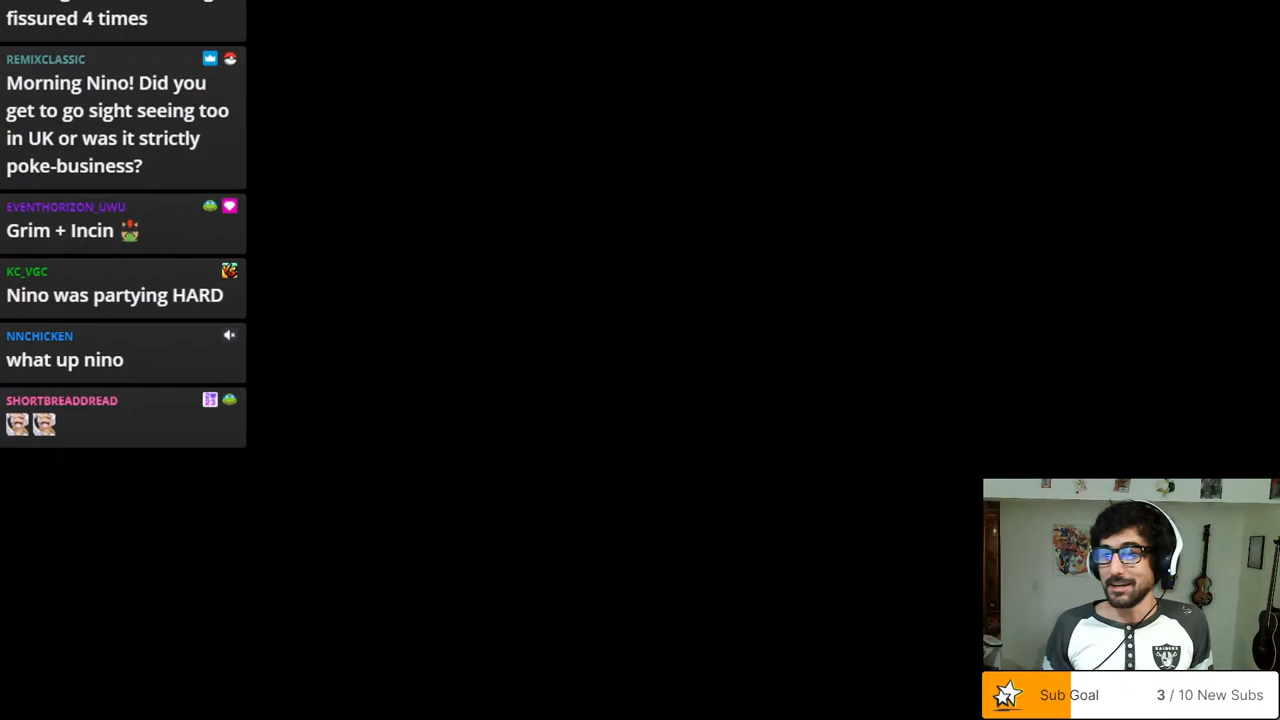 fissured 4 times
REMIXCLASSIC
Morning Nino! Did you
get to go sight seeing too
in UK or was it strictly
poke-business?
EVENTHORIZON_UWU
Grim + Incin
KC_VGC
Nino was partying HARD
NNCHICKEN
what up nino
SHORTBREADDREAD
RAIDERS
Sub Goal
3 / 10 New Subs